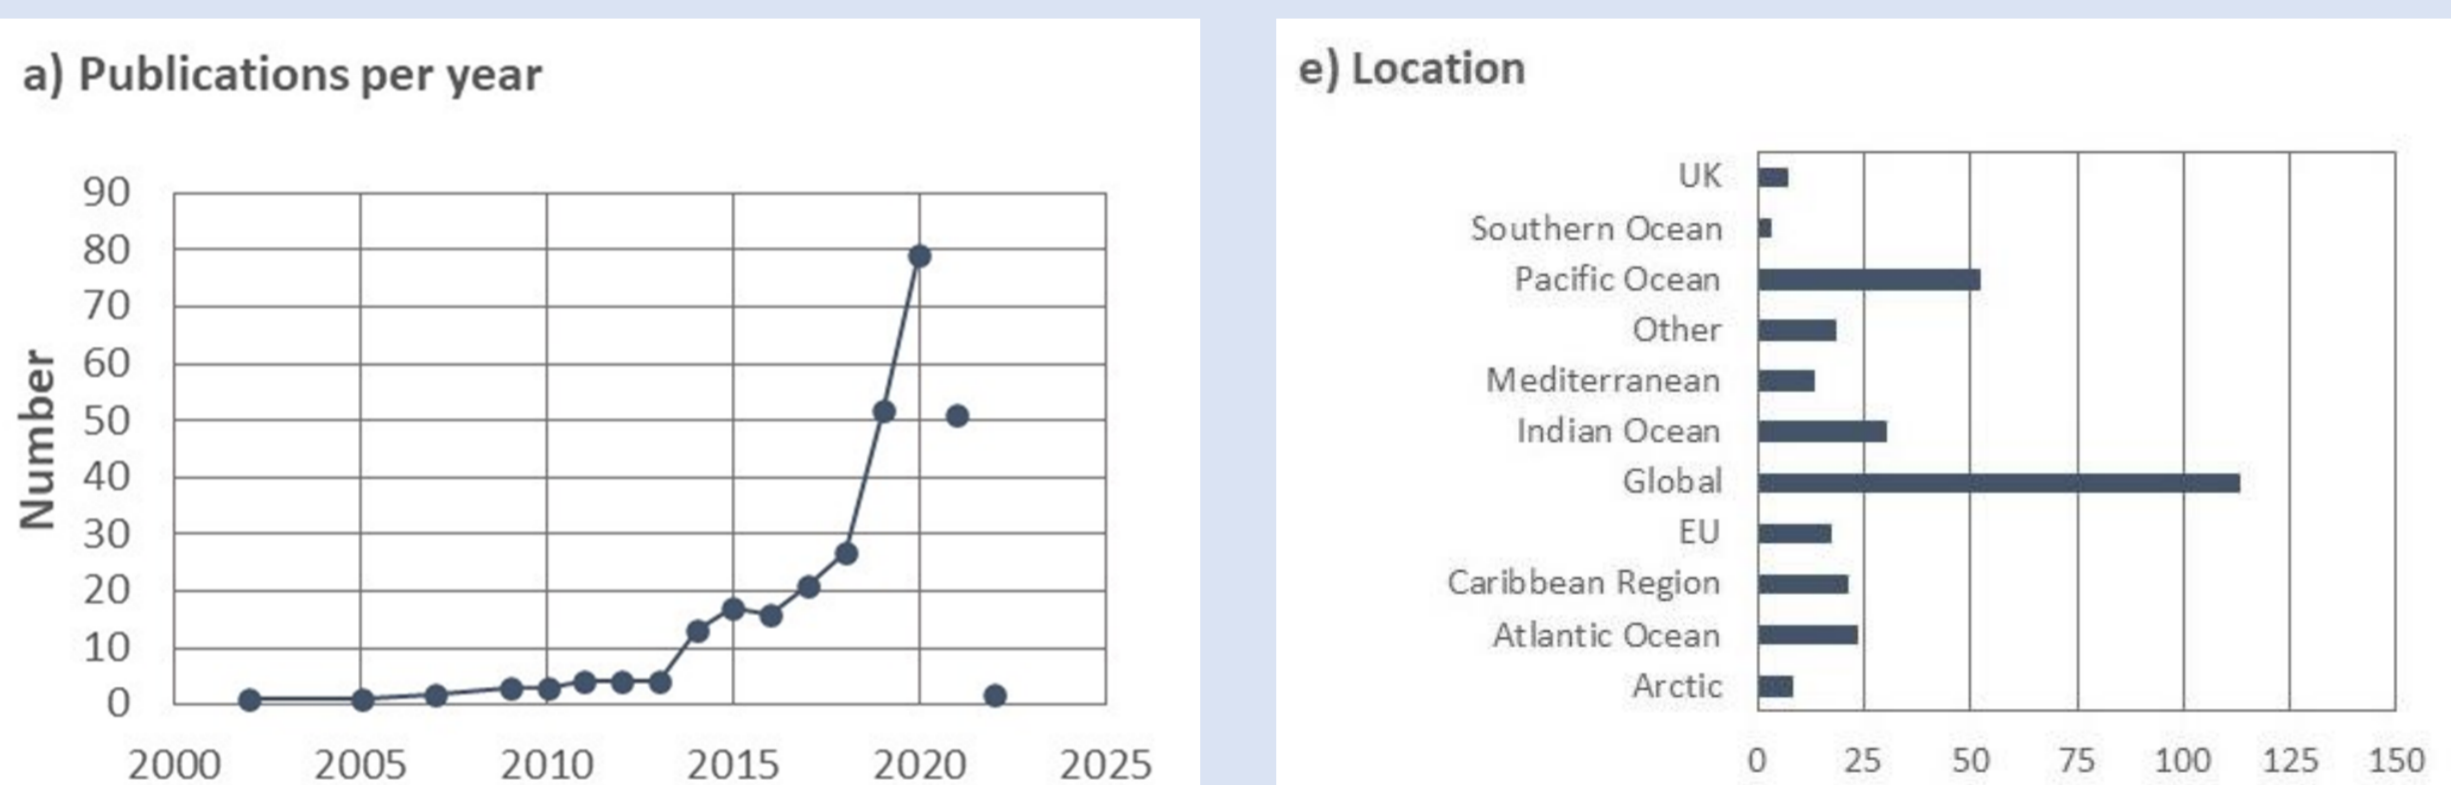 a) Publications per year
90
80
70
60
50
40
30
20
10
0
Number
2000 2005 2010 2015 2020 2025
e) Location
UK
Southern Ocean
Pacific Ocean
Other
Mediterranean
Indian Ocean
Global
EU
Caribbean Region
Atlantic Ocean
Arctic
0 25 50 75 100 125 150